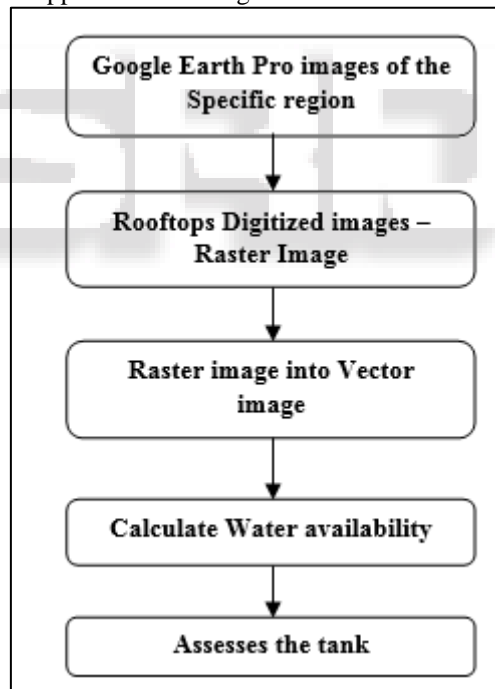 Google Earth Pro images of the
Specific region
Rooftops Digitized images –
Raster Image
Raster image into Vector
image
Calculate Water availability
Assesses the tank